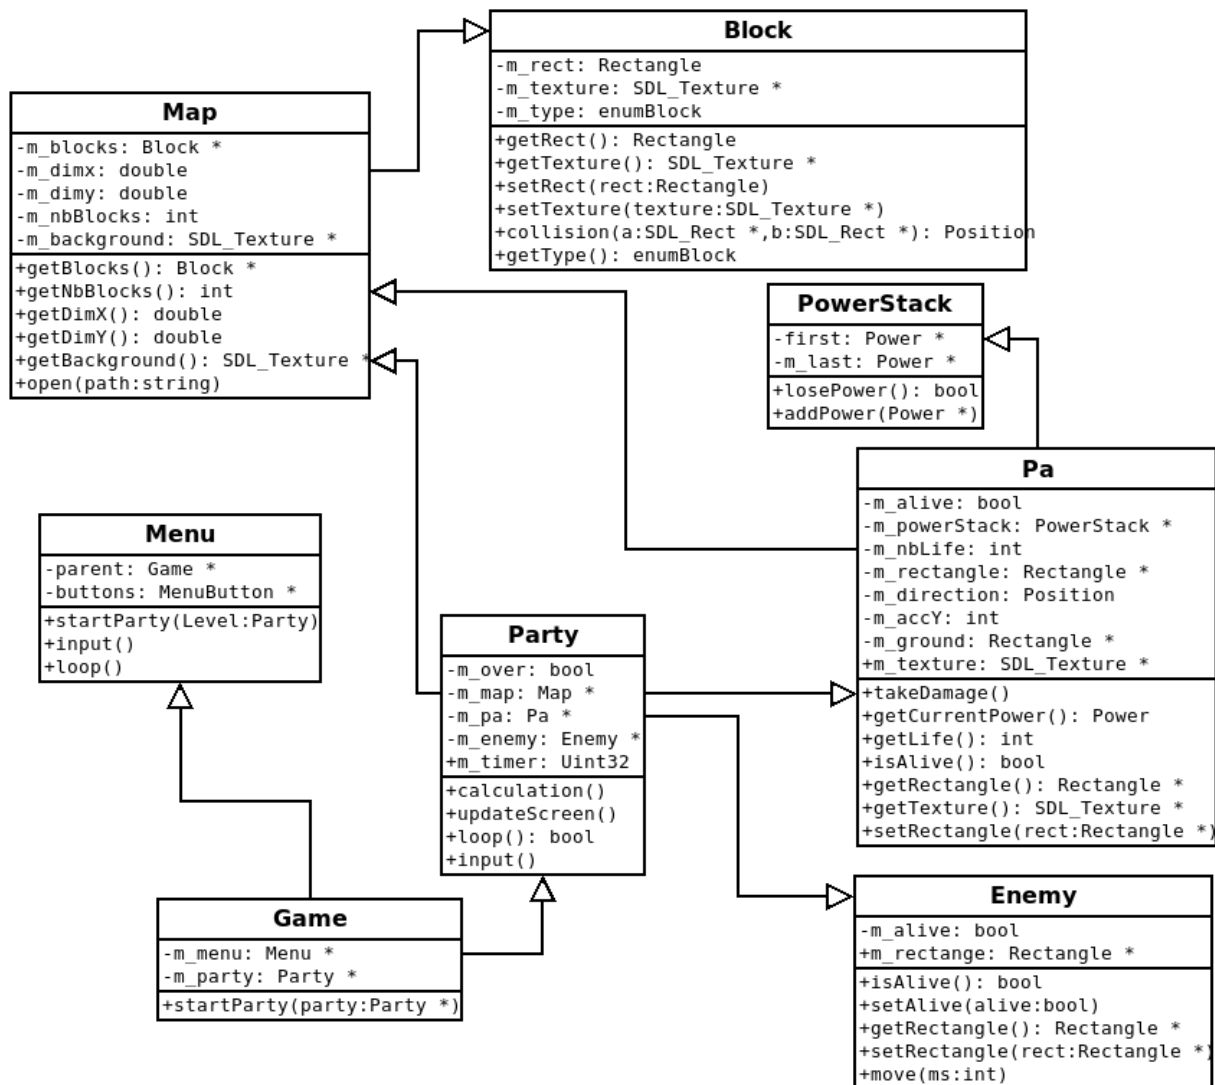 Block
-m_rect: Rectangle
-m_texture: SDL_Texture *
-m_type: enumBlock
+getRect(): Rectangle
+getTexture(): SDL_Texture *
+setRect(rect:Rectangle)
+setTexture(texture:SDL_Texture *)
+collision(a:SDL_Rect *,b:SDL_Rect *): Position
+getType(): enumBlock
Map
-m_blocks: Block *
-m_dimx: double
-m_dimy: double
-m_nbBlocks: int
-m_background: SDL_Texture *
+getBlocks(): Block *
+getNbBlocks(): int
+getDimX(): double
+getDimY(): double
+getBackground(): SDL_Texture *
+open(path:string)
PowerStack
-first: Power *
-m_last: Power *
+losePower(): bool
+addPower(Power *)
Pa
-m_alive: bool
-m_powerStack: PowerStack *
-m_nbLife: int
-m_rectangle: Rectangle *
-m_direction: Position
-m_accY: int
-m_ground: Rectangle *
+m_texture: SDL_Texture *
+takeDamage()
+getCurrentPower(): Power
+getLife(): int
+isAlive(): bool
+getRectangle(): Rectangle *
+getTexture(): SDL_Texture *
+setRectangle(rect:Rectangle *)
Menu
-parent: Game *
-buttons: MenuButton *
+startParty(Level:Party)
+input()
+loop()
Party
-m_over: bool
-m_map: Map *
-m_pa: Pa *
-m_enemy: Enemy *
+m_timer: Uint32
+calculation()
+updateScreen()
+loop(): bool
+input()
Game
-m_menu: Menu *
-m_party: Party *
+startParty(party:Party *)
Enemy
-m_alive: bool
+m_rectange: Rectangle *
+isAlive(): bool
+setAlive(alive:bool)
+getRectangle(): Rectangle *
+setRectangle(rect:Rectangle *)
+move(ms:int)